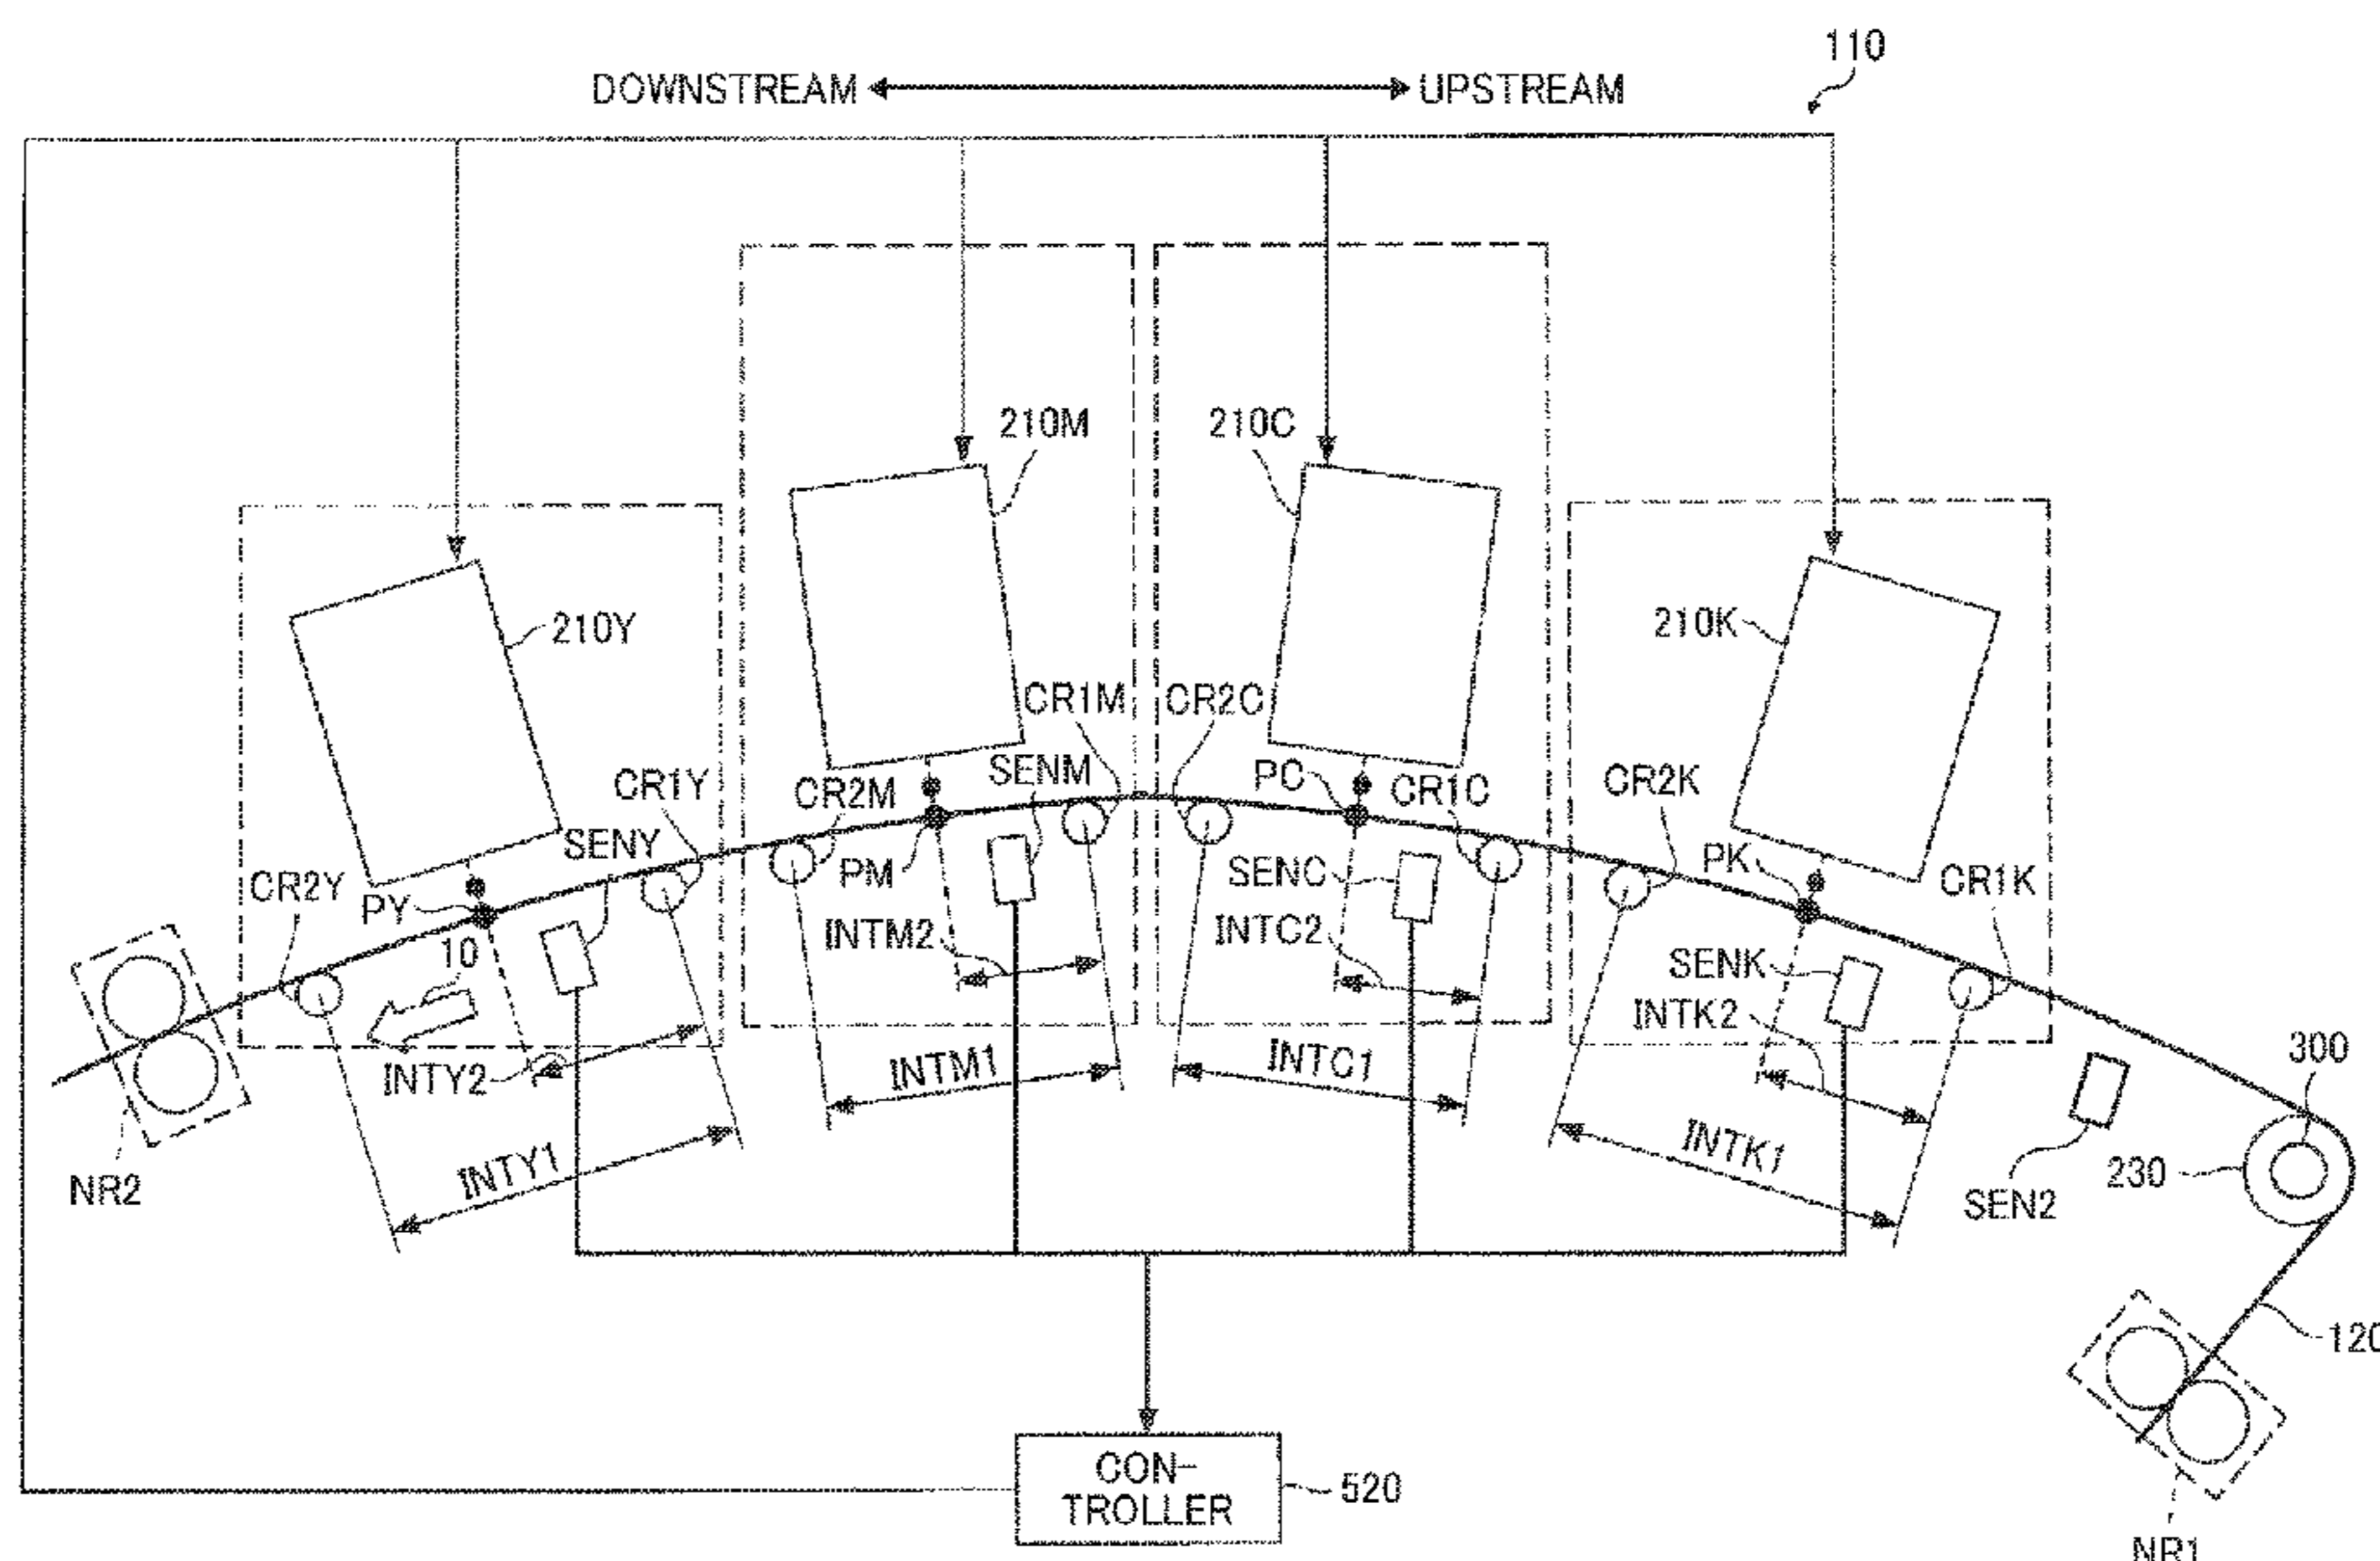 110
DOWNSTREAM UPSTREAM
210M 210C
210Y 210K
CR1M CR2C
SENM PC CR2K
CR1Y CR2M CR1C
SENY PM SENC PK CR1K
CR2Y PY
10 INTM2 INTC2 SENK
INTK2
INTY2 INTM1 INTC1 300
INTY1 INTK1 230
NR2 SEN2
120
CON-
TROLLER 520
NR1